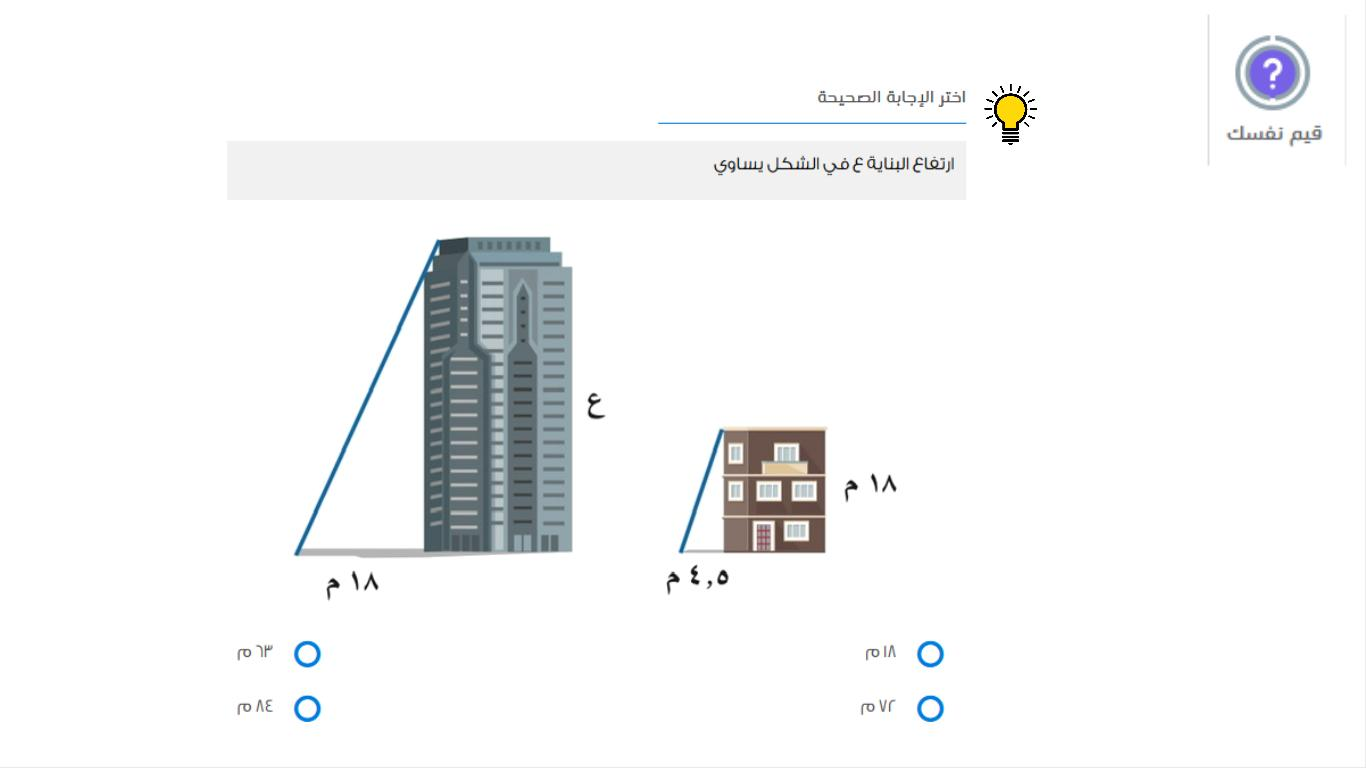 قيم نفسك
اختر الإجابة الصحيحة
ارتفاع البناية ع في الشكل يساوي
ع
١٨ م
١٨ م
٤,٥ م
١٨ م
٦٣ م
٧٢ م
٨٤ م